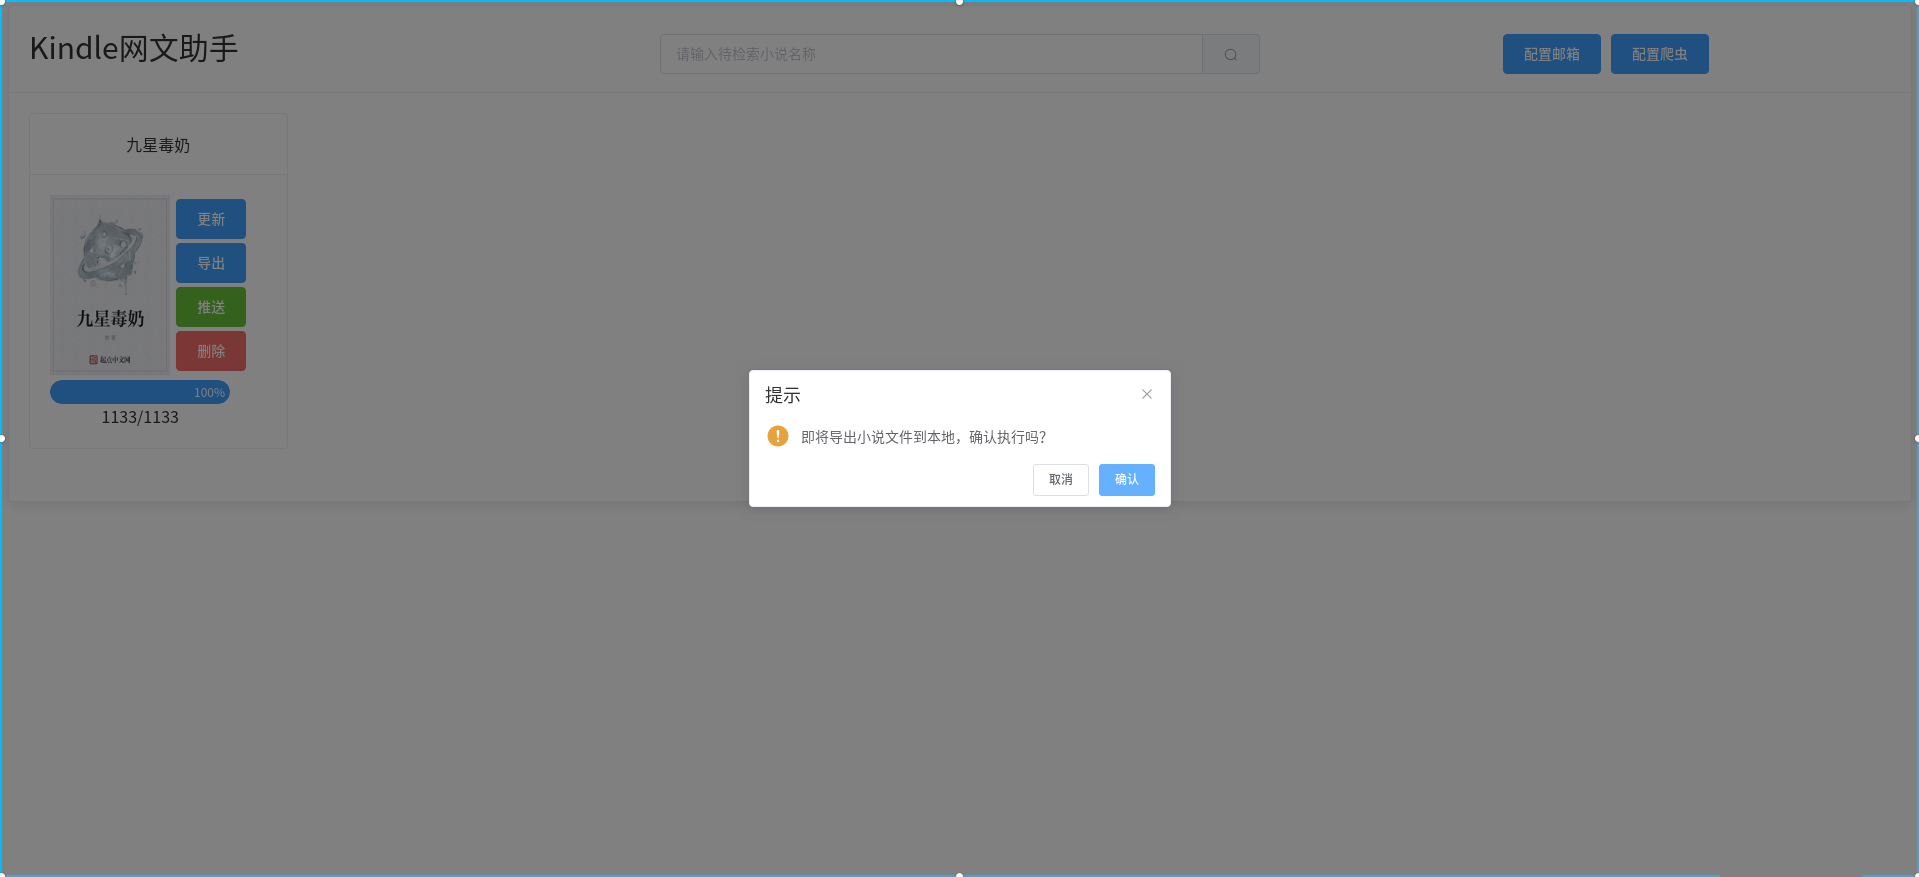 Kindle网文助手
请输入待检索小说名称
配置邮箱
配置爬虫
九星毒奶
九星毒奶
起点中文网
更新
导出
推送
删除
100%
1133/1133
提示
即将导出小说文件到本地，确认执行吗？
取消
确认